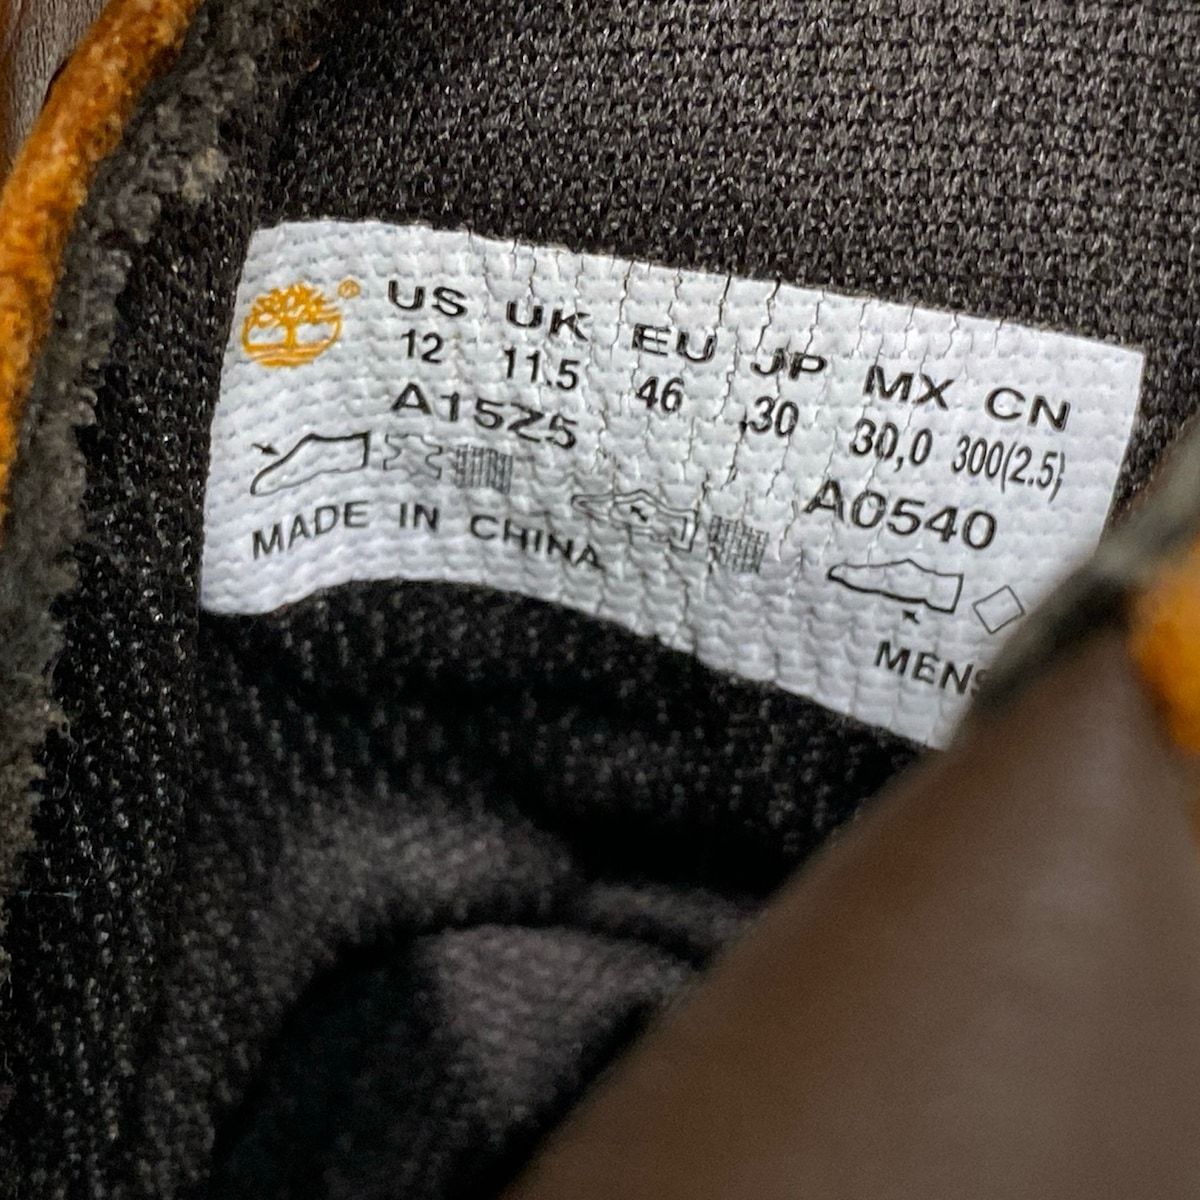 US UK EU JP MX CN
12 11.5 46 30 30,0 300(2.5)
A15Z5 A0540
MADE IN CHINA
MENS